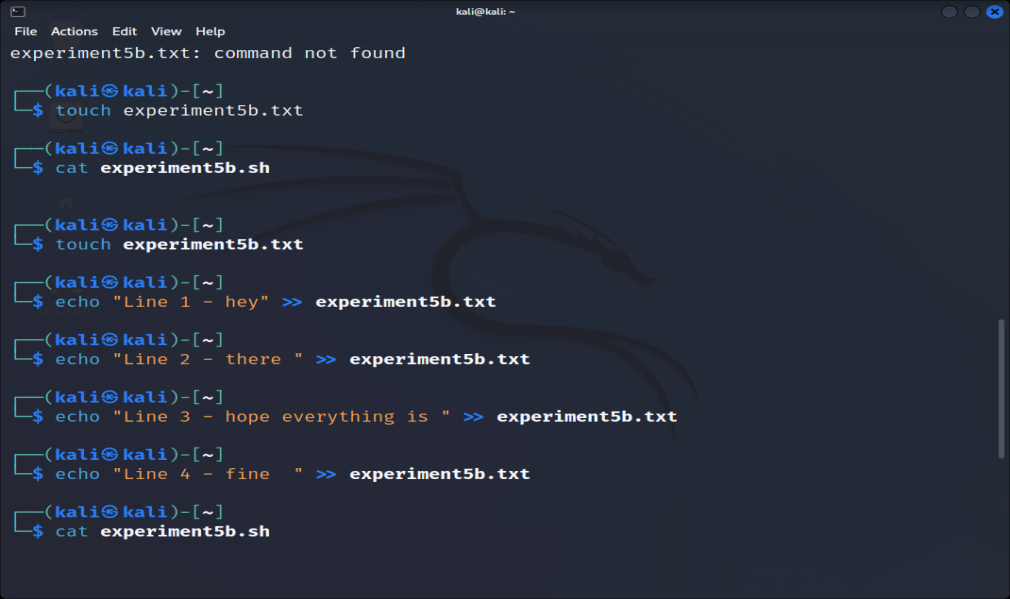 kali@kali: ~
File Actions Edit View Help
experiment5b.txt: command not found
┌──(kali㉿kali)-[~]
└─$ touch experiment5b.txt
┌──(kali㉿kali)-[~]
└─$ cat experiment5b.sh
┌──(kali㉿kali)-[~]
└─$ touch experiment5b.txt
┌──(kali㉿kali)-[~]
└─$ echo "Line 1 - hey" >> experiment5b.txt
┌──(kali㉿kali)-[~]
└─$ echo "Line 2 - there " >> experiment5b.txt
┌──(kali㉿kali)-[~]
└─$ echo "Line 3 - hope everything is " >> experiment5b.txt
┌──(kali㉿kali)-[~]
└─$ echo "Line 4 - fine  " >> experiment5b.txt
┌──(kali㉿kali)-[~]
└─$ cat experiment5b.sh